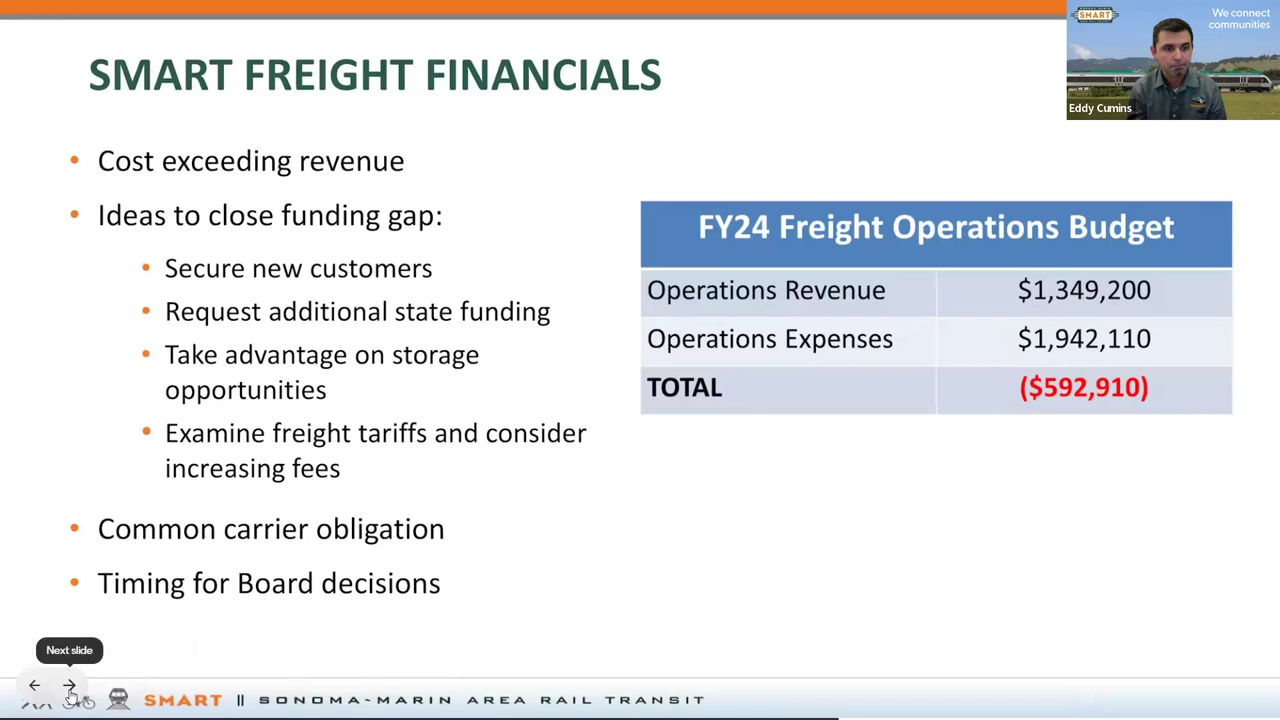 SMART FREIGHT FINANCIALS
SONOMA-MARIN
SMART
We connect
communities
Eddy Cumins
• Cost exceeding revenue
• Ideas to close funding gap:
• Secure new customers
• Request additional state funding
• Take advantage on storage
opportunities
• Examine freight tariffs and consider
increasing fees
• Common carrier obligation
• Timing for Board decisions
FY24 Freight Operations Budget
Operations Revenue $1,349,200
Operations Expenses $1,942,110
TOTAL ($592,910)
Next slide
SMART || SONOMA-MARIN AREA RAIL TRANSIT